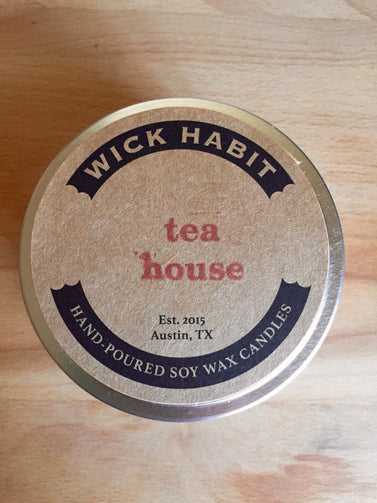 WICK HABIT
tea
house
Est. 2015
Austin, TX
HAND-POURED SOY WAX CANDLES